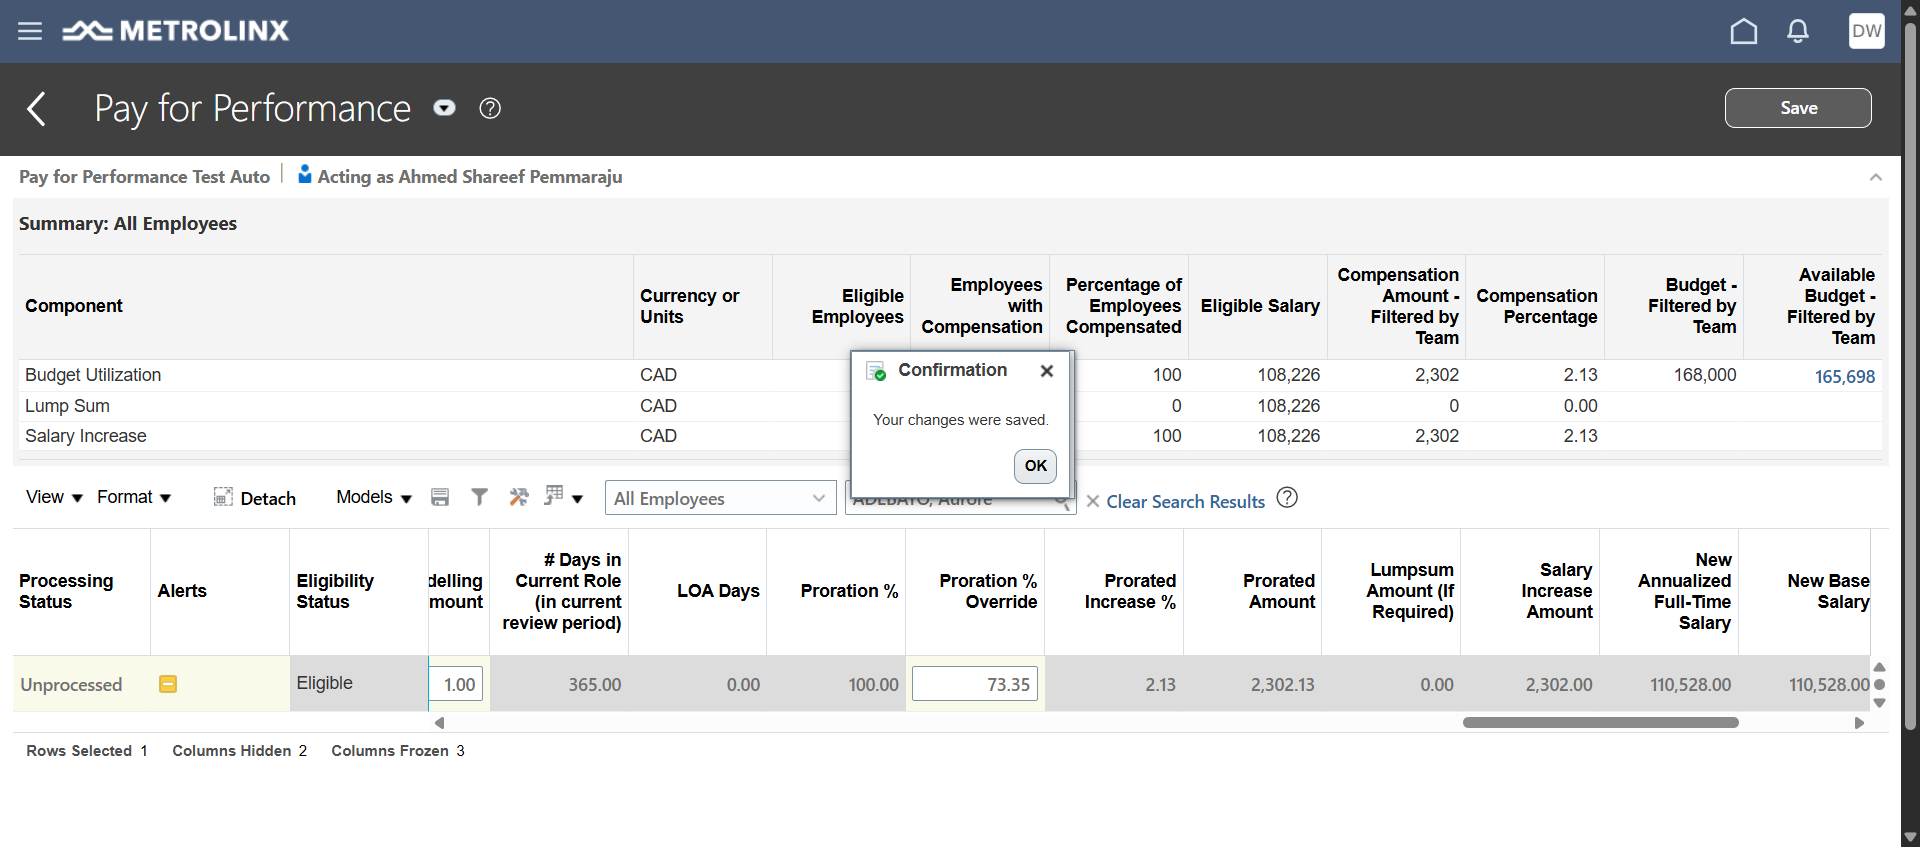 METROLINX
DW
Pay for Performance
Save
Pay for Performance Test Auto
Acting as Ahmed Shareef Pemmaraju
Summary: All Employees
Component
Currency or
Units
Eligible
Employees
Employees
with
Compensation
Percentage of
Employees
Compensated
Eligible Salary
Compensation
Amount -
Filtered by
Team
Compensation
Percentage
Budget -
Filtered by
Team
Available
Budget -
Filtered by
Team
Budget Utilization CAD 100 108,226 2,302 2.13 168,000 165,698
Lump Sum CAD 0 108,226 0 0.00
Salary Increase CAD 100 108,226 2,302 2.13
Confirmation
Your changes were saved.
OK
View Format Detach Models All Employees ADEBAYO, Aurore Clear Search Results
Processing
Status
Alerts
Eligibility
Status
delling
mount
# Days in
Current Role
(in current
review period)
LOA Days
Proration %
Proration %
Override
Prorated
Increase %
Prorated
Amount
Lumpsum
Amount (If
Required)
Salary
Increase
Amount
New
Annualized
Full-Time
Salary
New Base
Salary
Unprocessed Eligible 1.00 365.00 0.00 100.00 73.35 2.13 2,302.13 0.00 2,302.00 110,528.00 110,528.00
Rows Selected 1 Columns Hidden 2 Columns Frozen 3